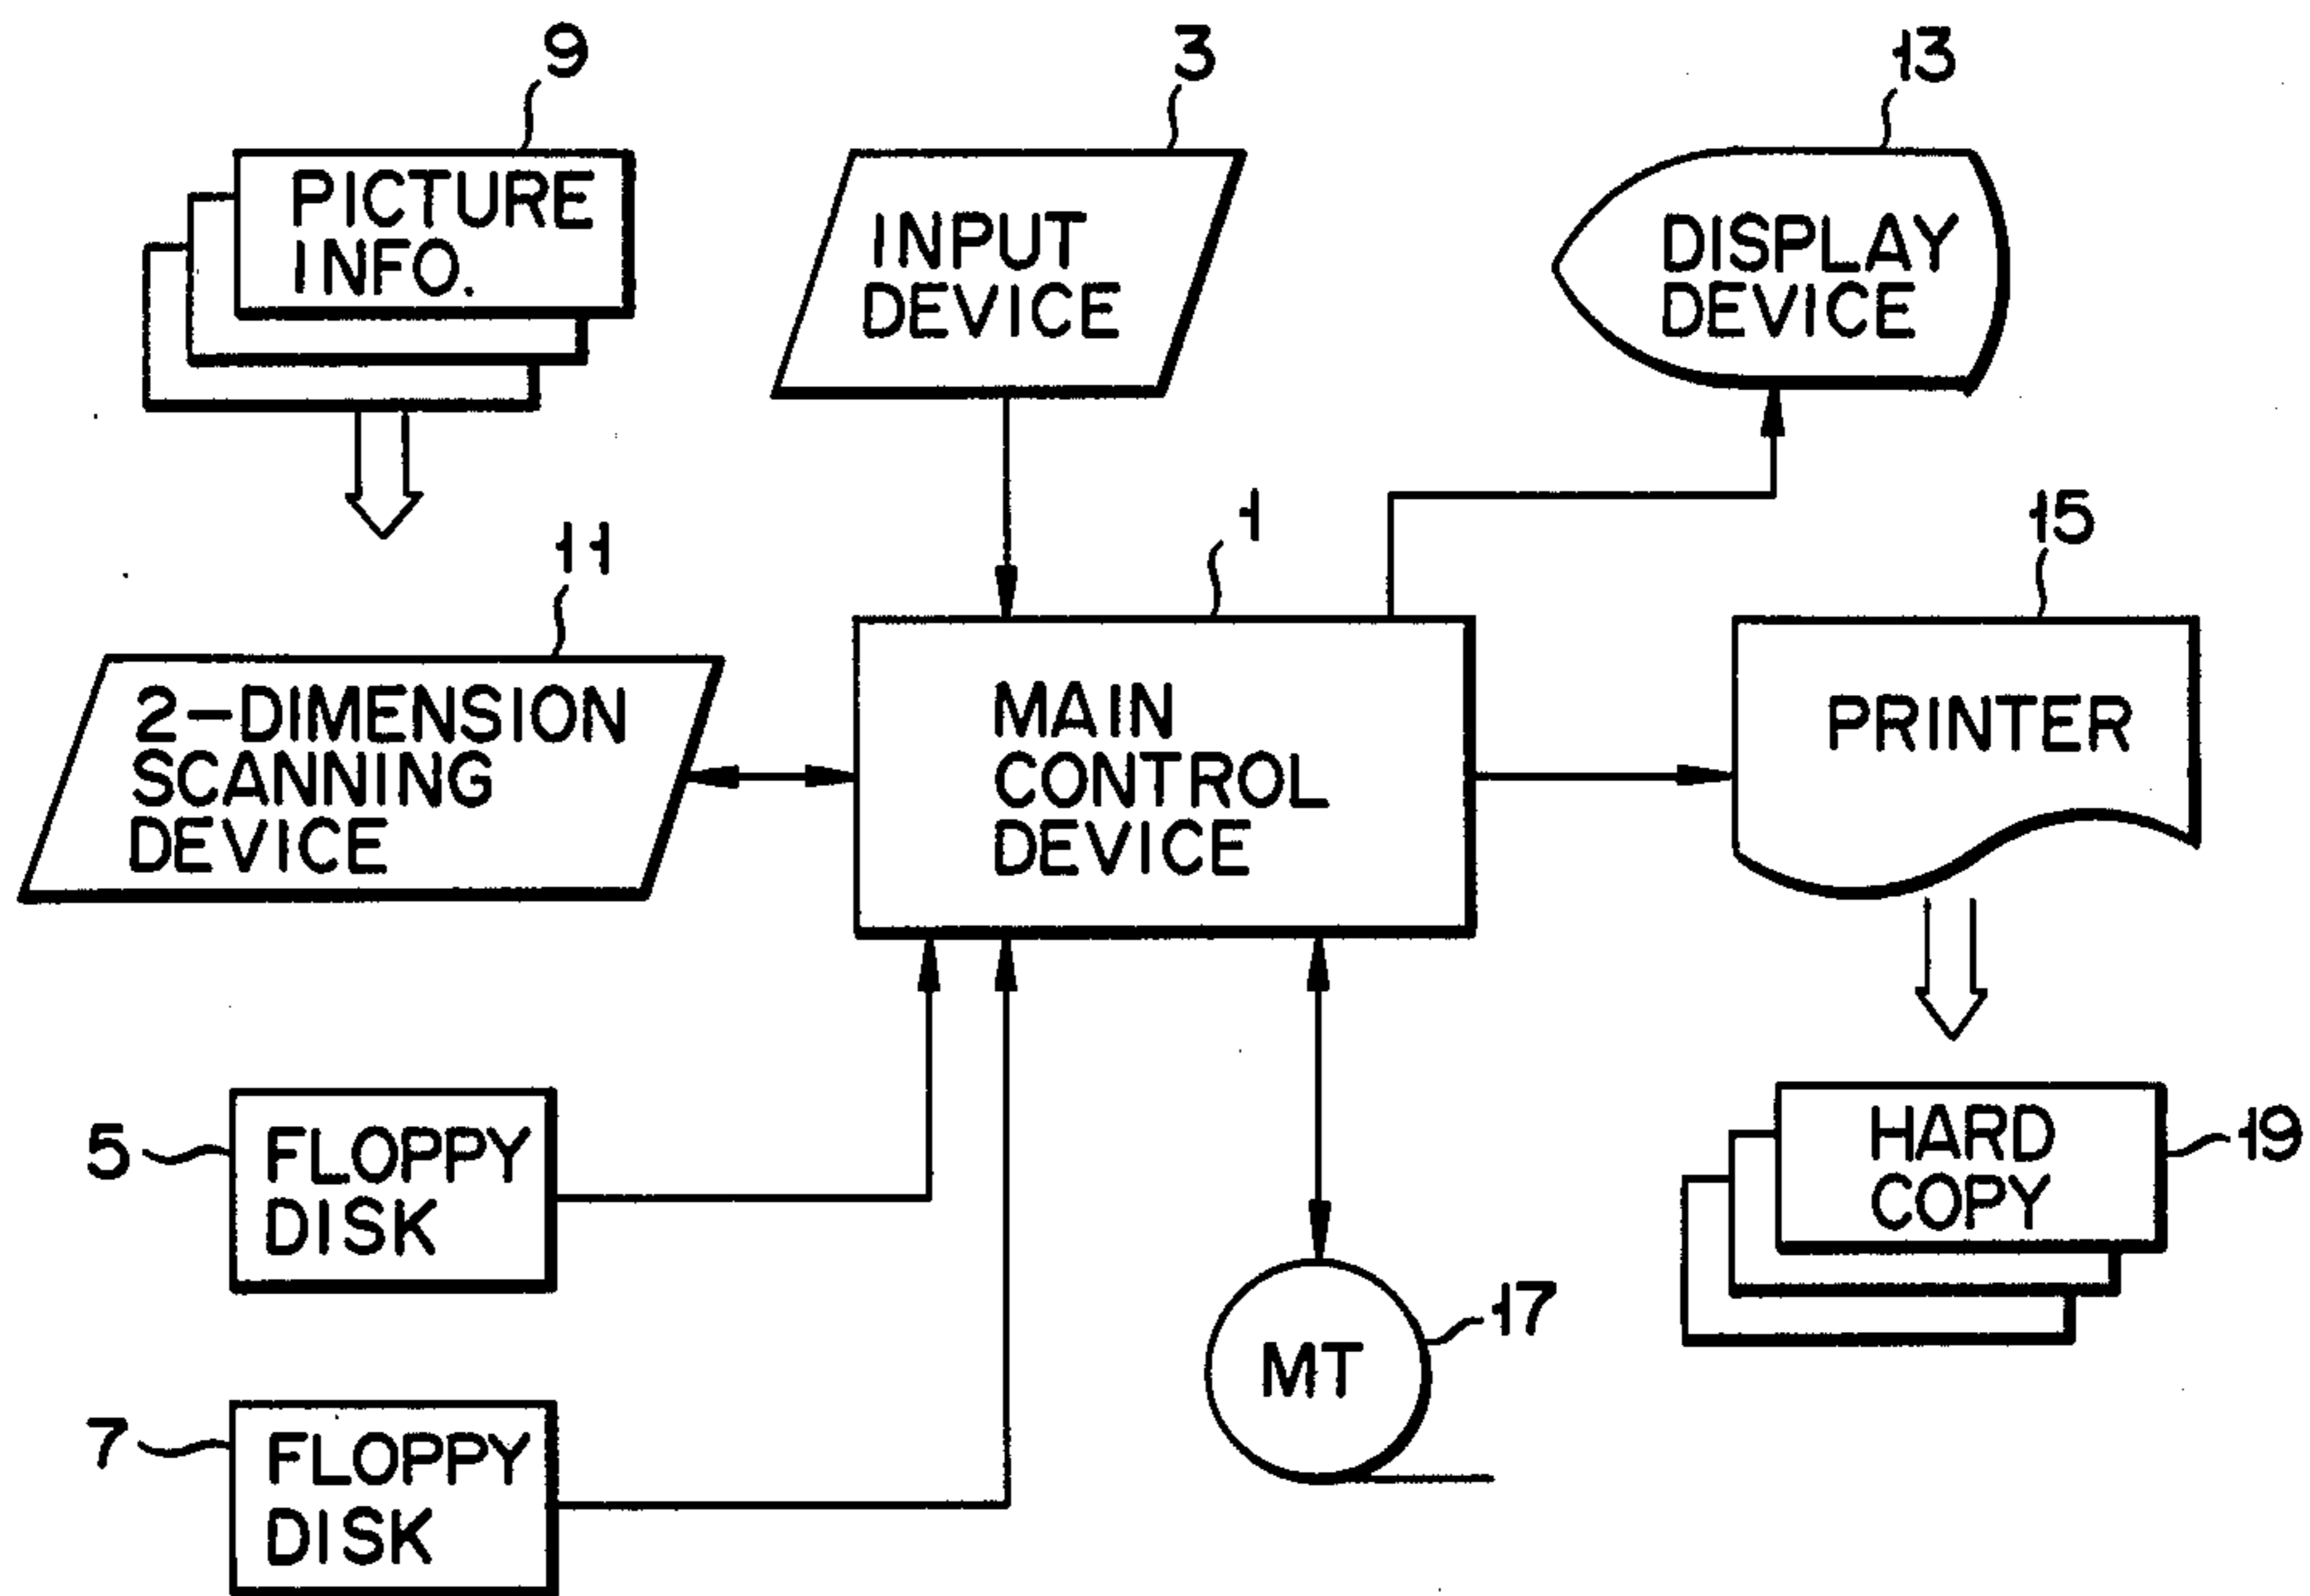 9
PICTURE
INFO.
3
INPUT
DEVICE
13
DISPLAY
DEVICE
11
2-DIMENSION
SCANNING
DEVICE
1
MAIN
CONTROL
DEVICE
15
PRINTER
5
FLOPPY
DISK
7
FLOPPY
DISK
MT
17
HARD
COPY
19